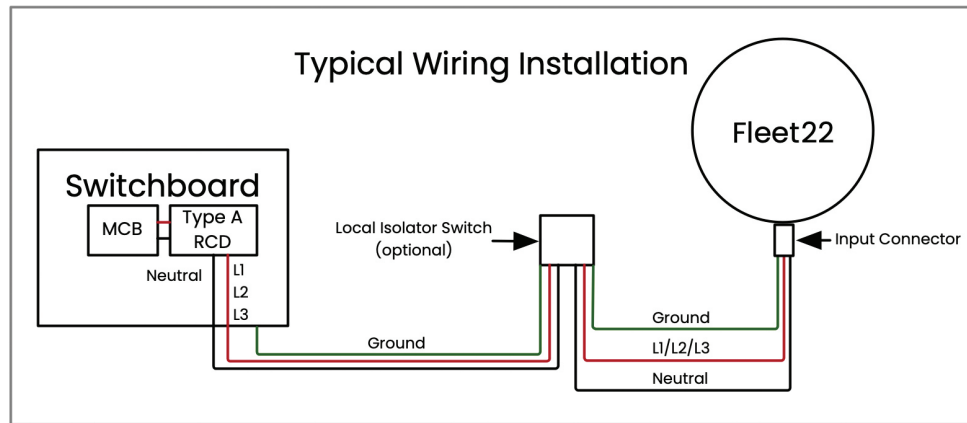 Typical Wiring Installation
Fleet22
Switchboard
MCB
Type A
RCD
Neutral
L1
L2
L3
Local Isolator Switch
(optional)
Input Connector
Ground
Ground
L1/L2/L3
Neutral